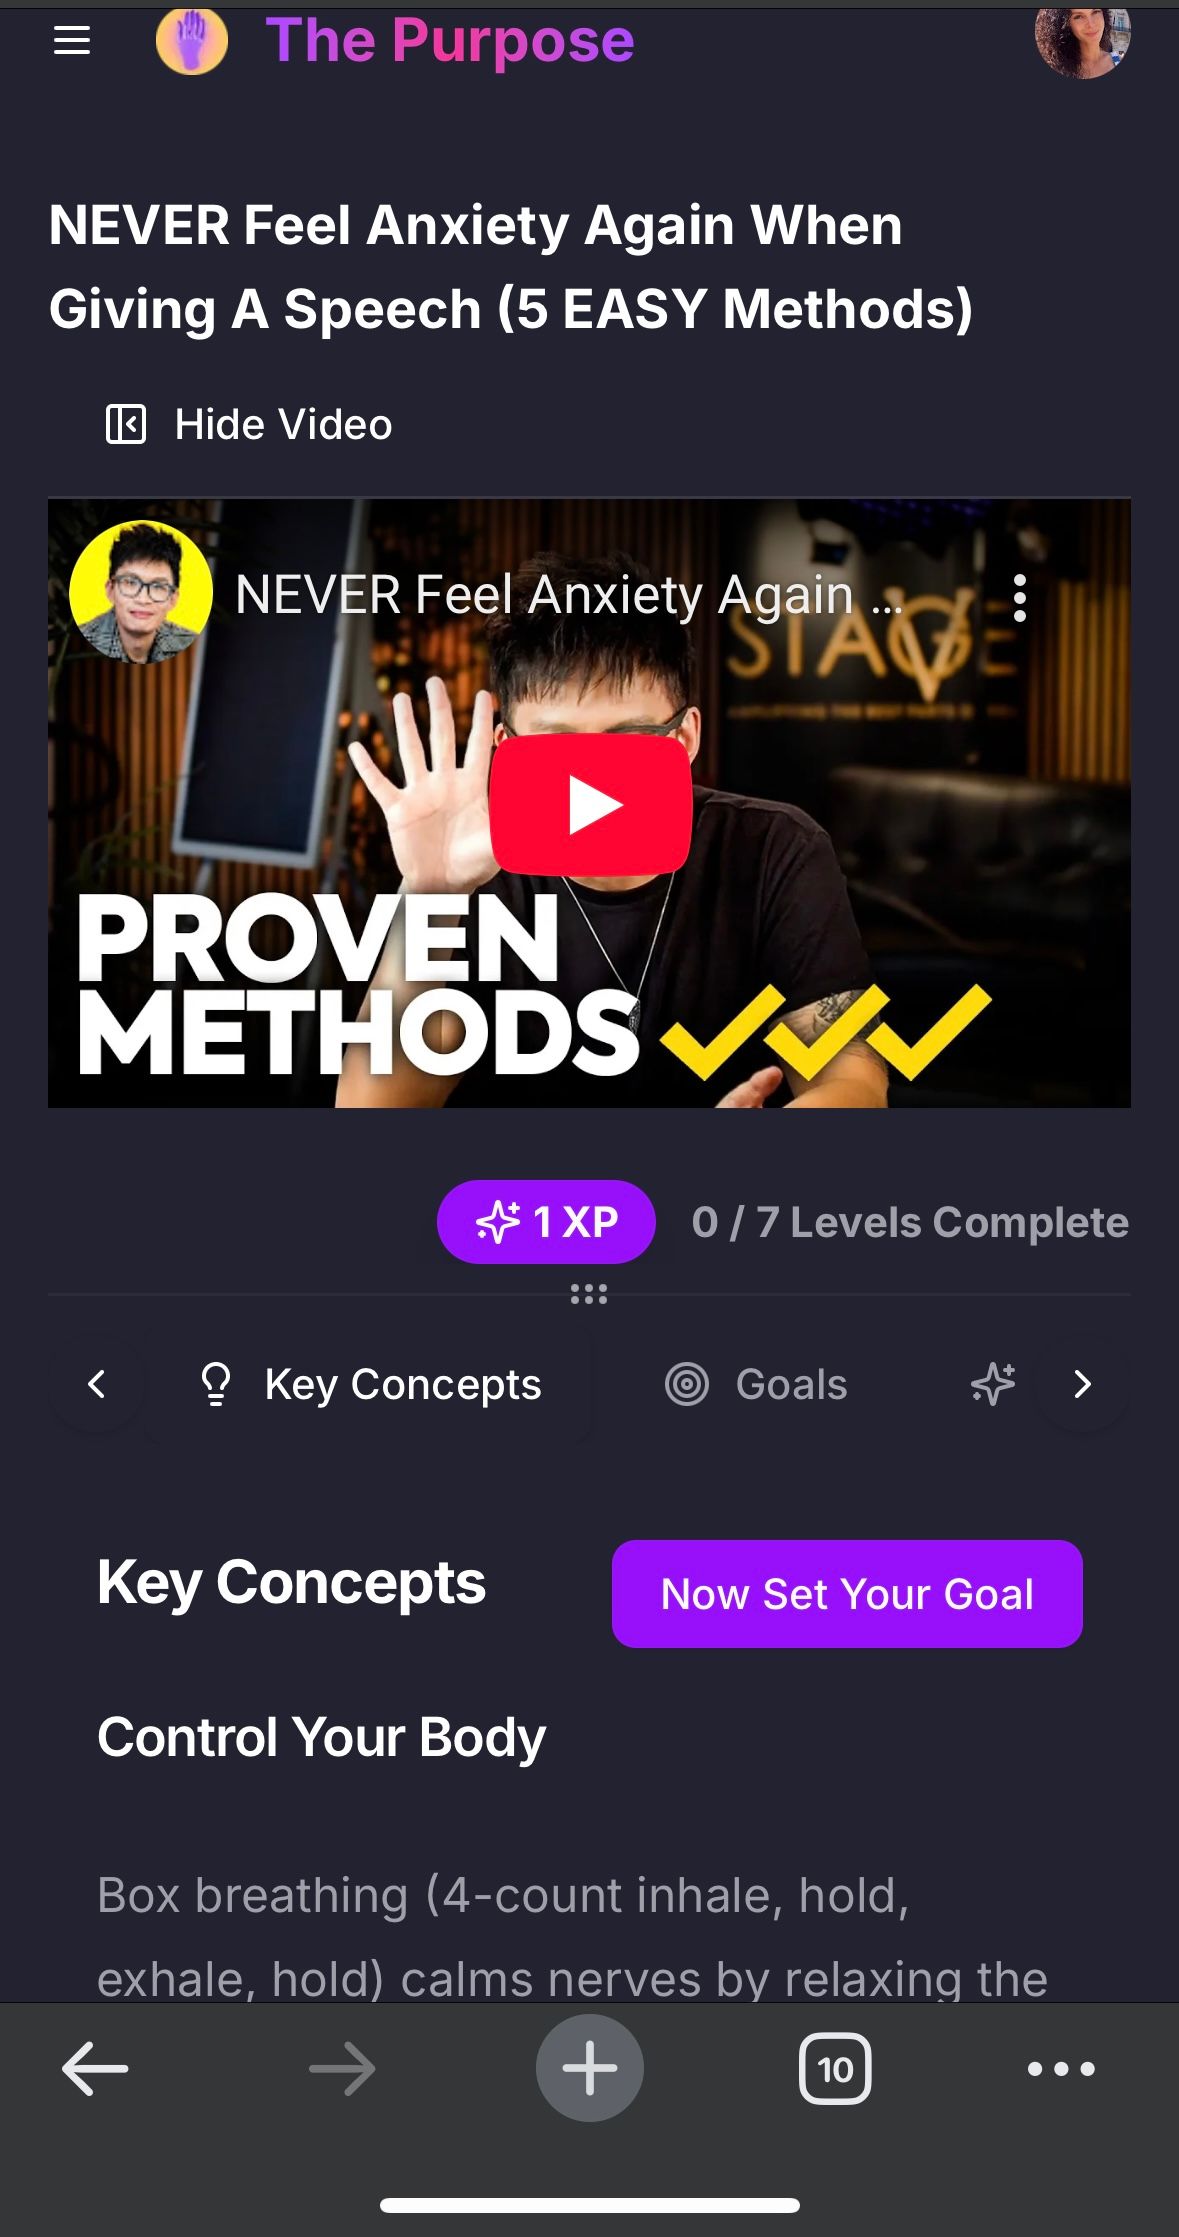 The Purpose
NEVER Feel Anxiety Again When
Giving A Speech (5 EASY Methods)
Hide Video
NEVER Feel Anxiety Again ...
STAGE
PROVEN
METHODS
1 XP
0 / 7 Levels Complete
Key Concepts
Goals
Key Concepts
Now Set Your Goal
Control Your Body
Box breathing (4-count inhale, hold,
exhale, hold) calms nerves by relaxing the
10